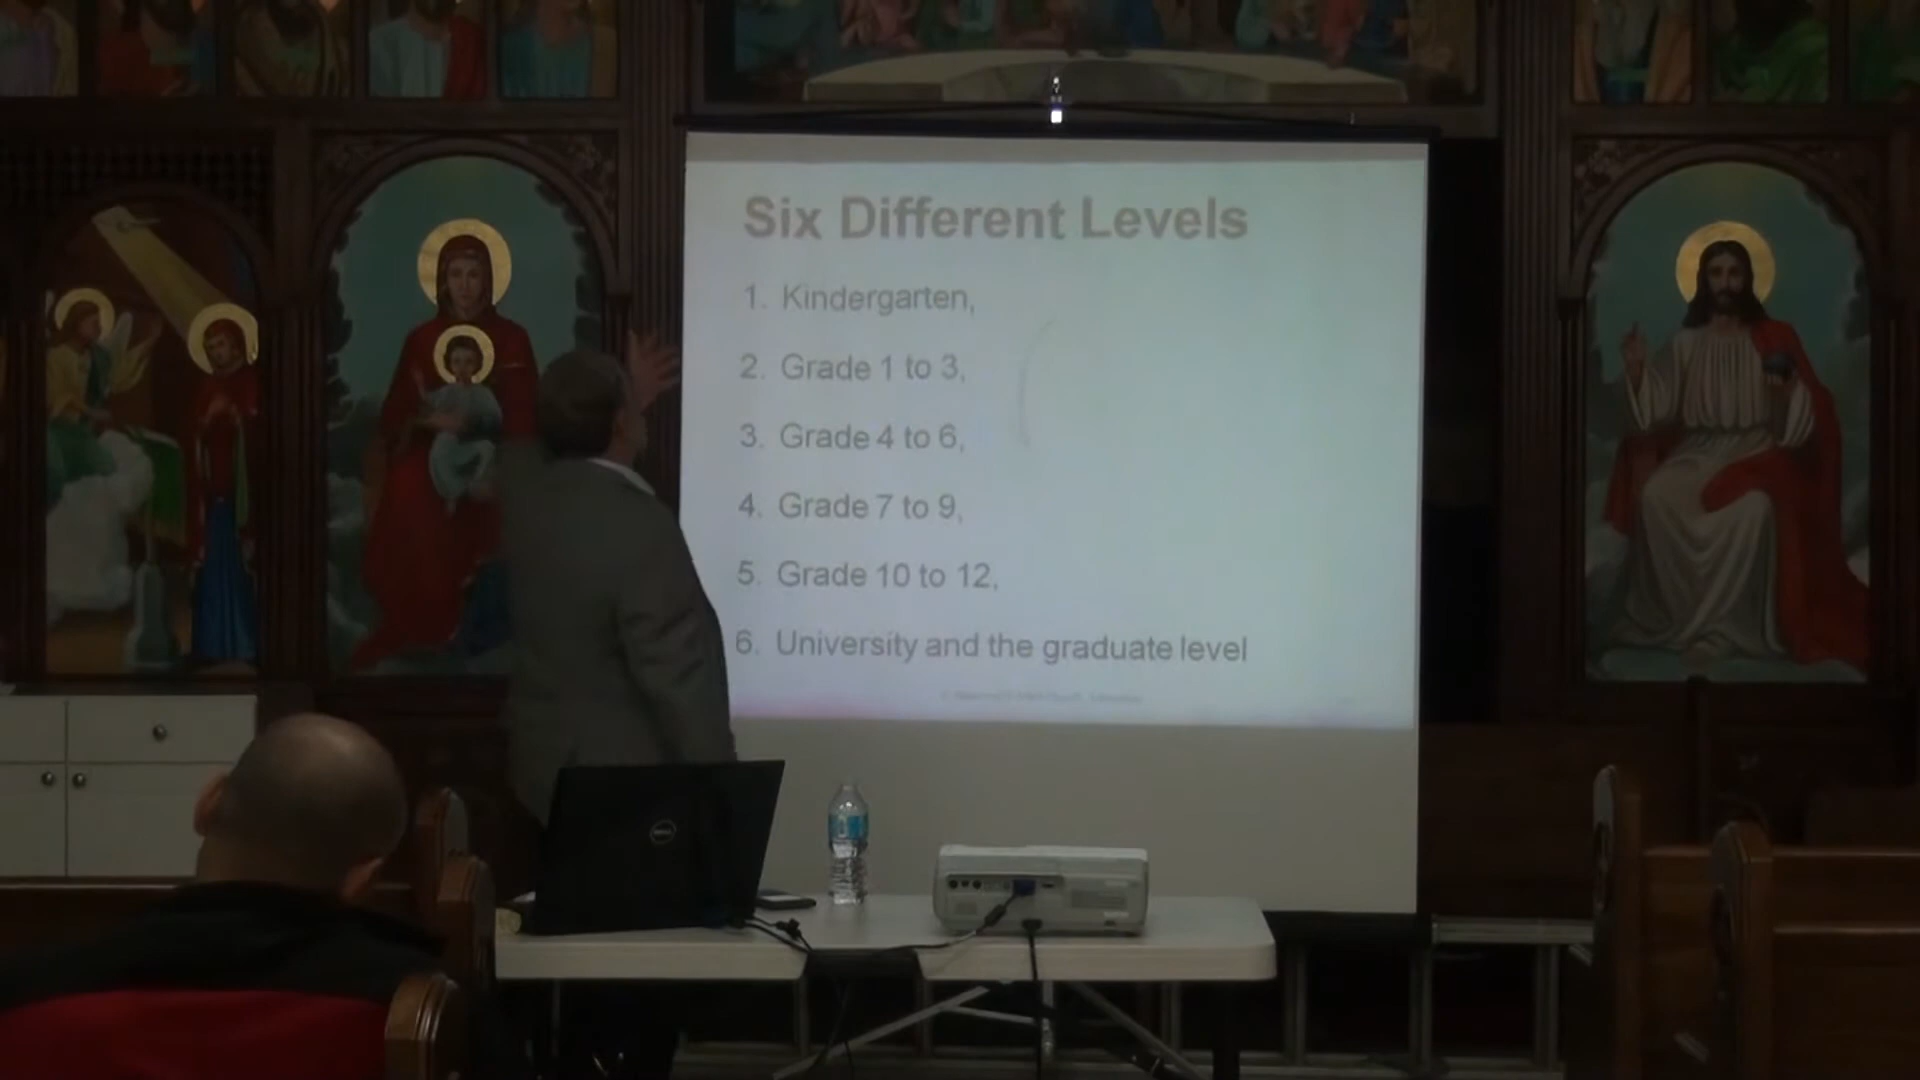 Six Different Levels
1. Kindergarten,
2. Grade 1 to 3,
3. Grade 4 to 6,
4. Grade 7 to 9,
5. Grade 10 to 12,
6. University and the graduate level
DELL